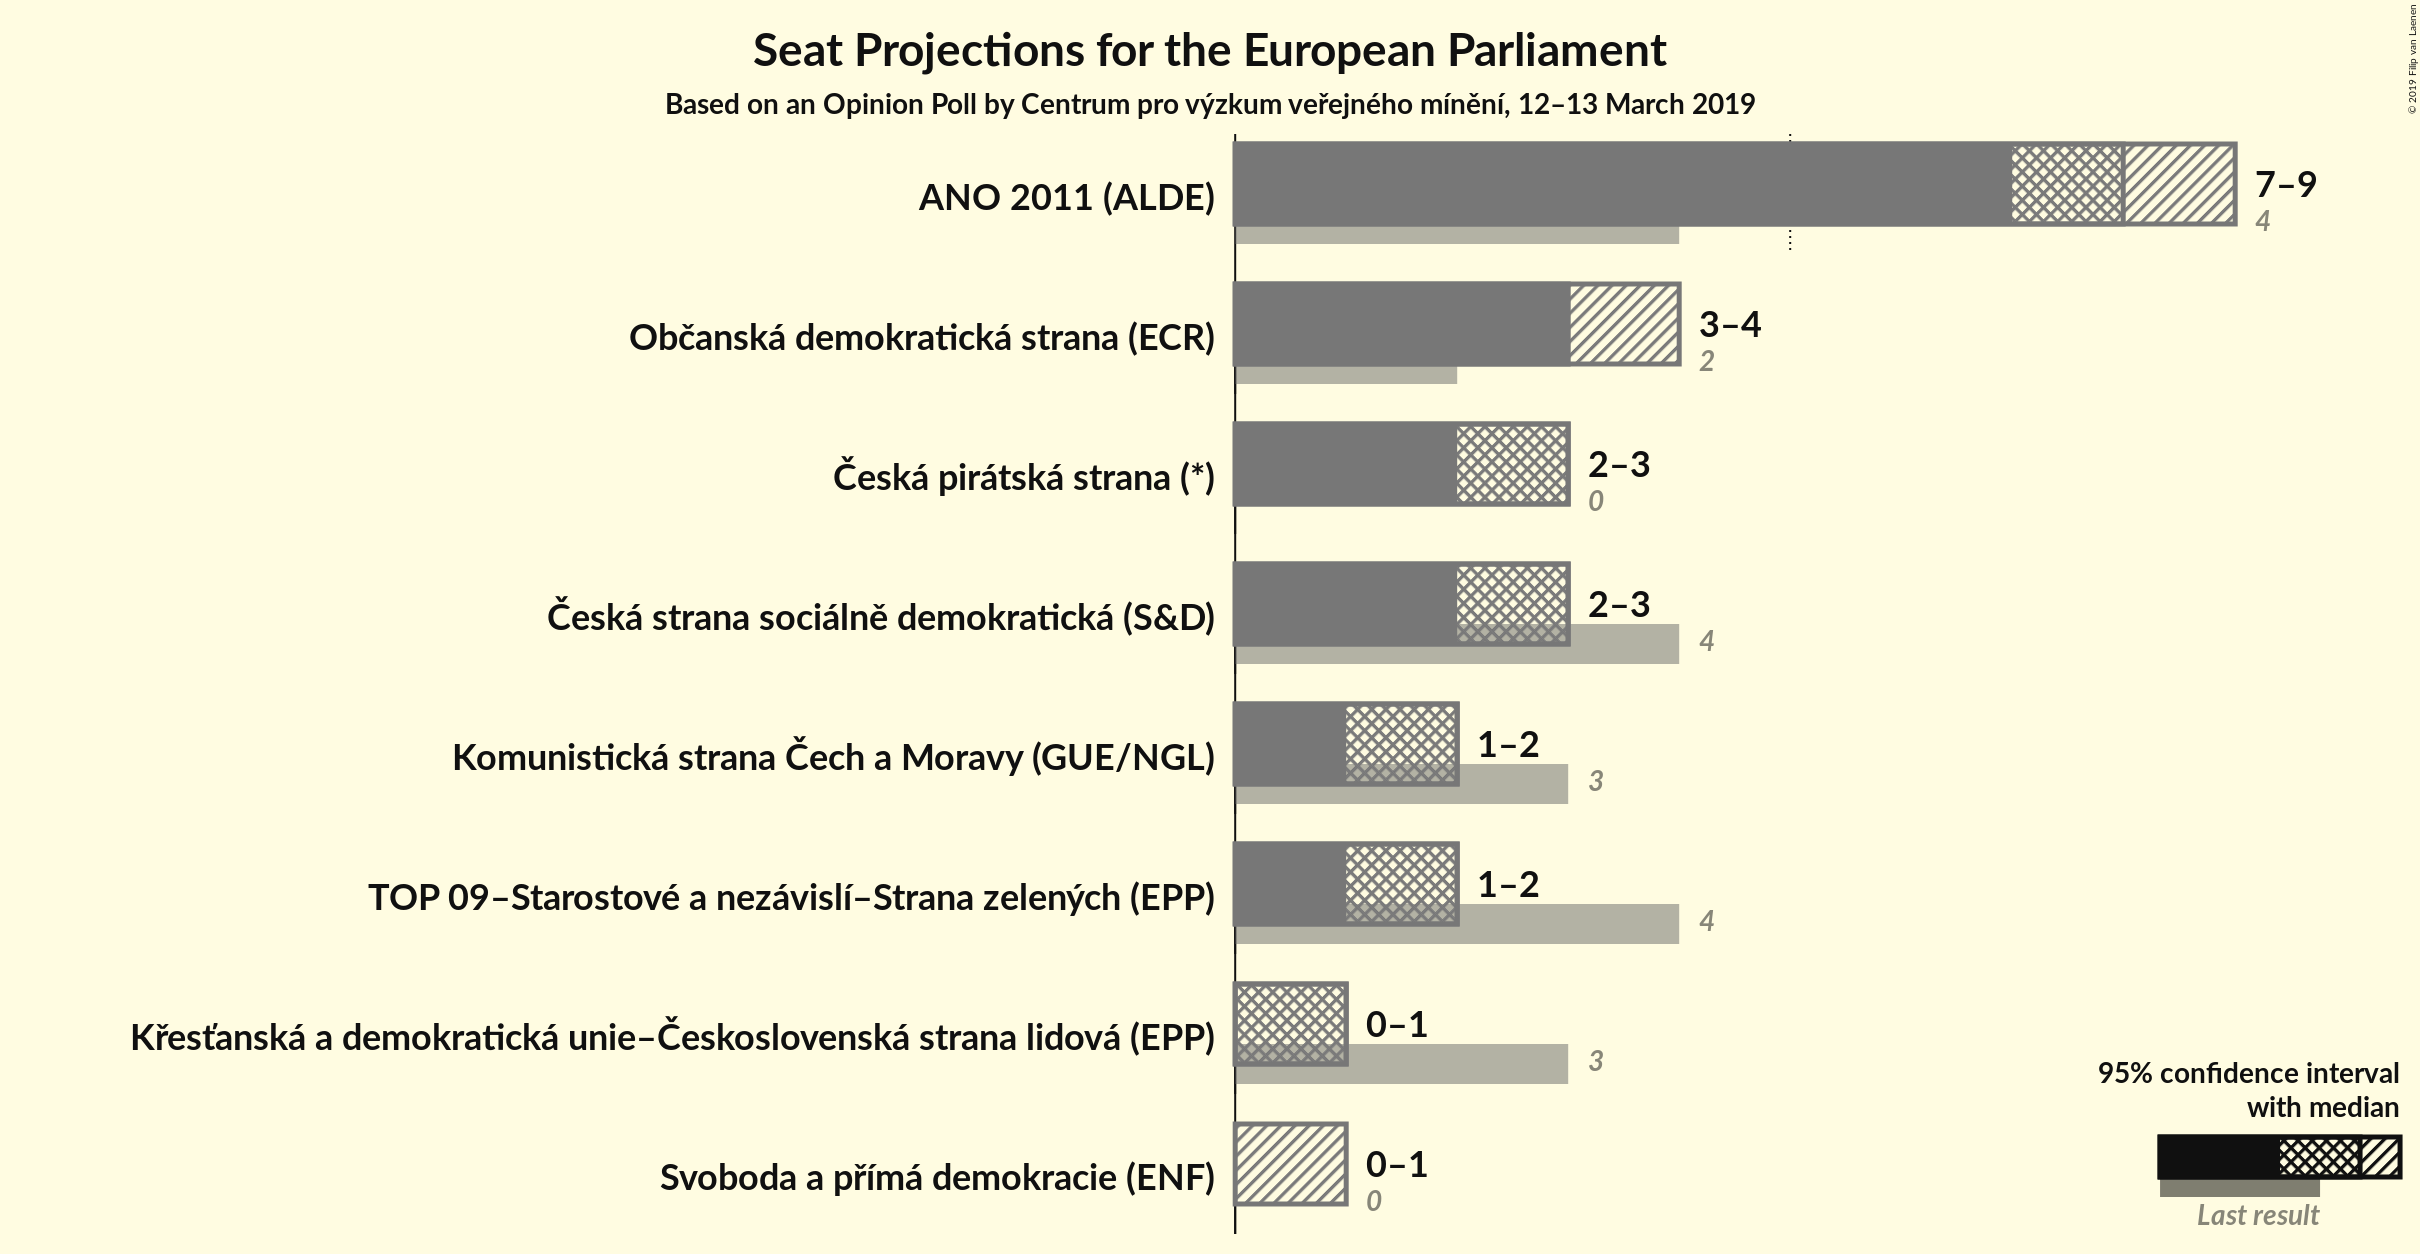 Seat Projections for the European Parliament
Based on an Opinion Poll by Centrum pro výzkum veřejného mínění, 12–13 March 2019
© 2019 Filip van Laenen
ANO 2011 (ALDE)
7–9
4
Občanská demokratická strana (ECR)
3–4
2
Česká pirátská strana (*)
2–3
0
Česká strana sociálně demokratická (S&D)
2–3
4
Komunistická strana Čech a Moravy (GUE/NGL)
1–2
3
TOP 09–Starostové a nezávislí–Strana zelených (EPP)
1–2
4
Křesťanská a demokratická unie–Československá strana lidová (EPP)
0–1
3
Svoboda a přímá demokracie (ENF)
0–1
0
95% confidence interval
with median
Last result